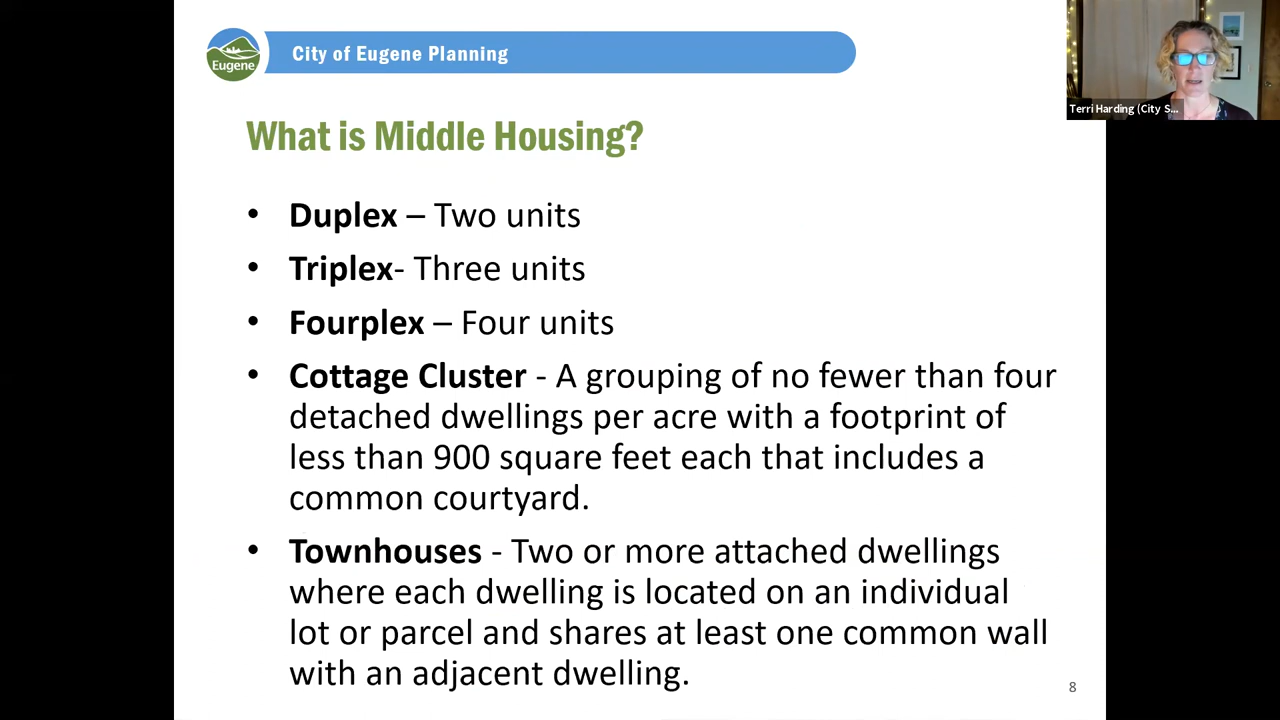 Eugene
City of Eugene Planning
Terri Harding (City S...
What is Middle Housing?
• Duplex – Two units
• Triplex- Three units
• Fourplex – Four units
• Cottage Cluster - A grouping of no fewer than four
detached dwellings per acre with a footprint of
less than 900 square feet each that includes a
common courtyard.
• Townhouses - Two or more attached dwellings
where each dwelling is located on an individual
lot or parcel and shares at least one common wall
with an adjacent dwelling.
8